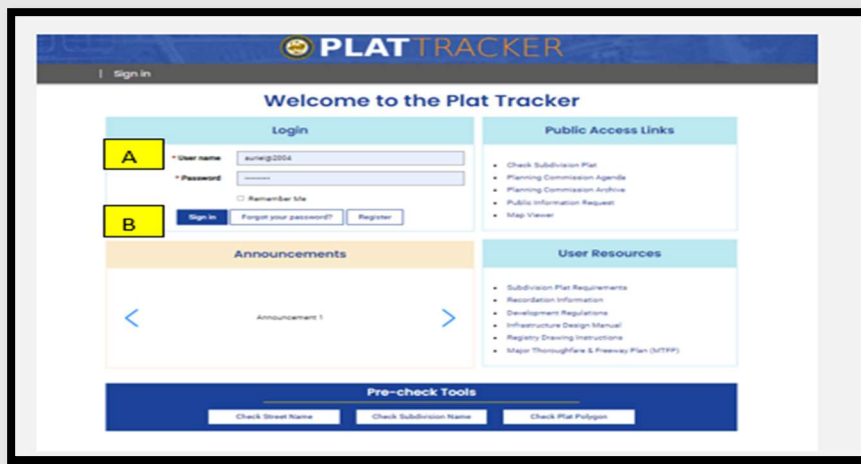 PLATTRACKER
| Sign in
Welcome to the Plat Tracker
Login
A
* User name
auriel@2004
* Password
---------
Remember Me
B
Sign in
Forgot your password?
Register
Public Access Links
• Check Subdivision Plat
• Planning Commission Agenda
• Planning Commission Archive
• Public Information Request
• Map Viewer
Announcements
Announcement 1
User Resources
• Subdivision Plat Requirements
• Recordation Information
• Development Regulations
• Infrastructure Design Manual
• Registry Drawing Instructions
• Major Thoroughfare & Freeway Plan (MTFP)
Pre-check Tools
Check Street Name
Check Subdivision Name
Check Plat Polygon